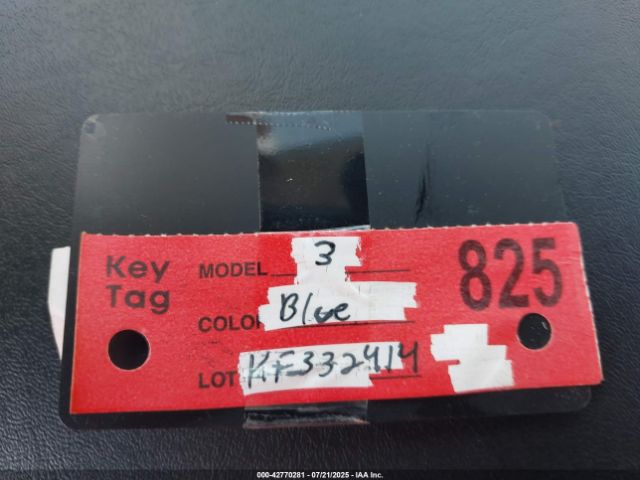 Key Tag
MODEL 3
825
COLOR Blue
LOT KF332414
000-42770281 - 07/21/2025 - IAA Inc.